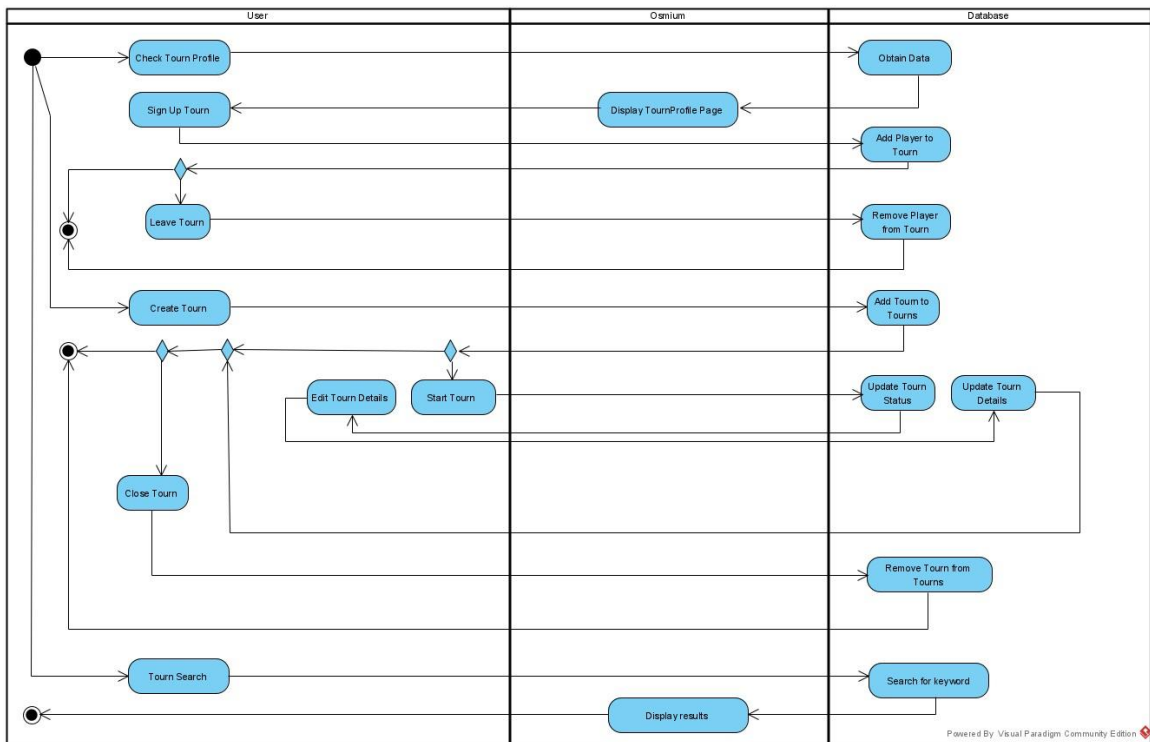 User
Osmium
Database
Check Tourn Profile
Obtain Data
Sign Up Tourn
Display TournProfile Page
Add Player to
Tourn
Leave Tourn
Remove Player
from Tourn
Create Tourn
Add Tourn to
Tourns
Edit Tourn Details
Start Tourn
Update Tourn
Status
Update Tourn
Details
Close Tourn
Remove Tourn from
Tourns
Tourn Search
Search for keyword
Display results
Powered By Visual Paradigm Community Edition